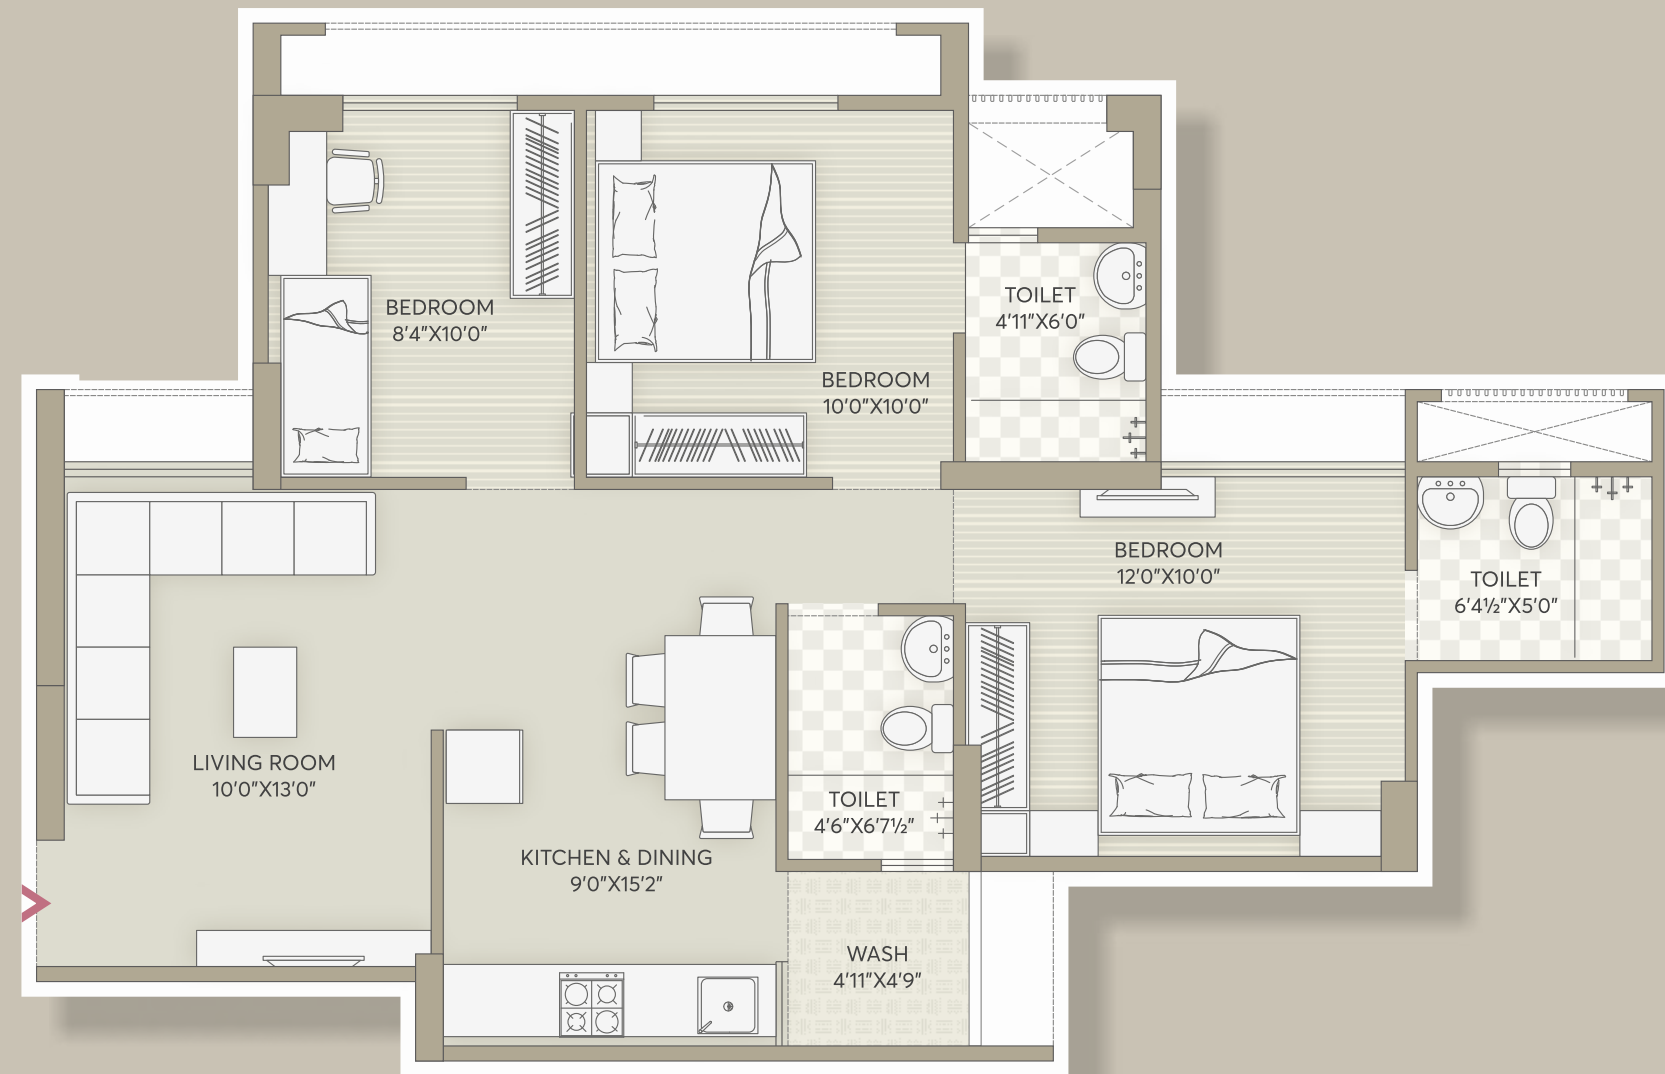 BEDROOM
8'4"X10'0"
BEDROOM
10'0"X10'0"
TOILET
4'11"X6'0"
BEDROOM
12'0"X10'0"
TOILET
6'4½"X5'0"
LIVING ROOM
10'0"X13'0"
TOILET
4'6"X6'7½"
KITCHEN & DINING
9'0"X15'2"
WASH
4'11"X4'9"